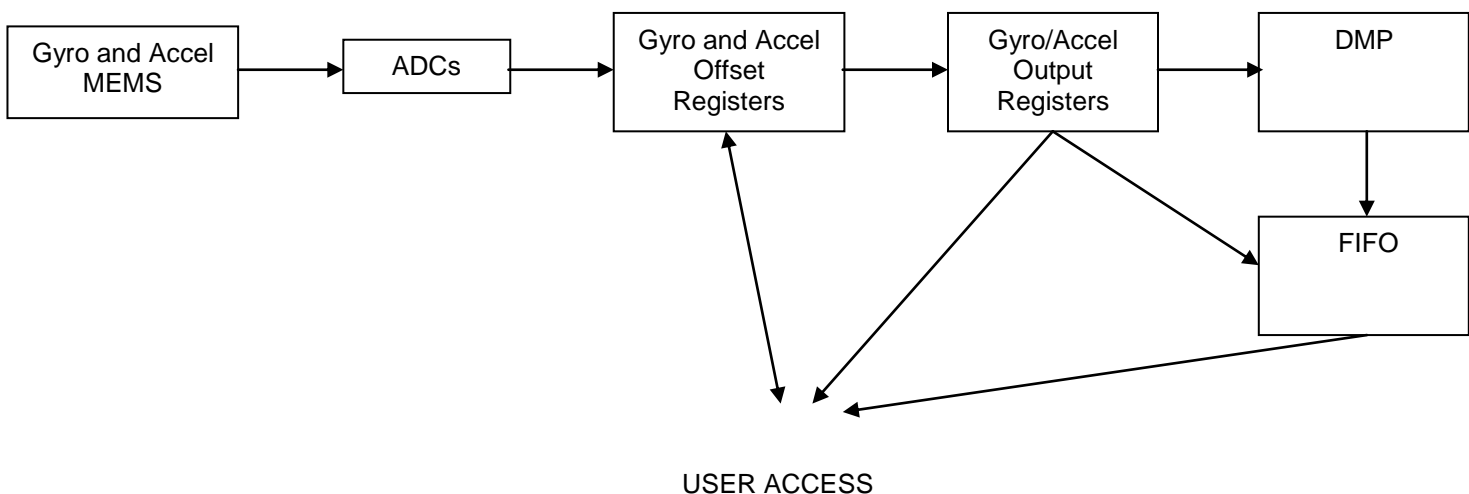 Gyro and Accel
MEMS
ADCs
Gyro and Accel
Offset
Registers
Gyro/Accel
Output
Registers
DMP
FIFO
USER ACCESS